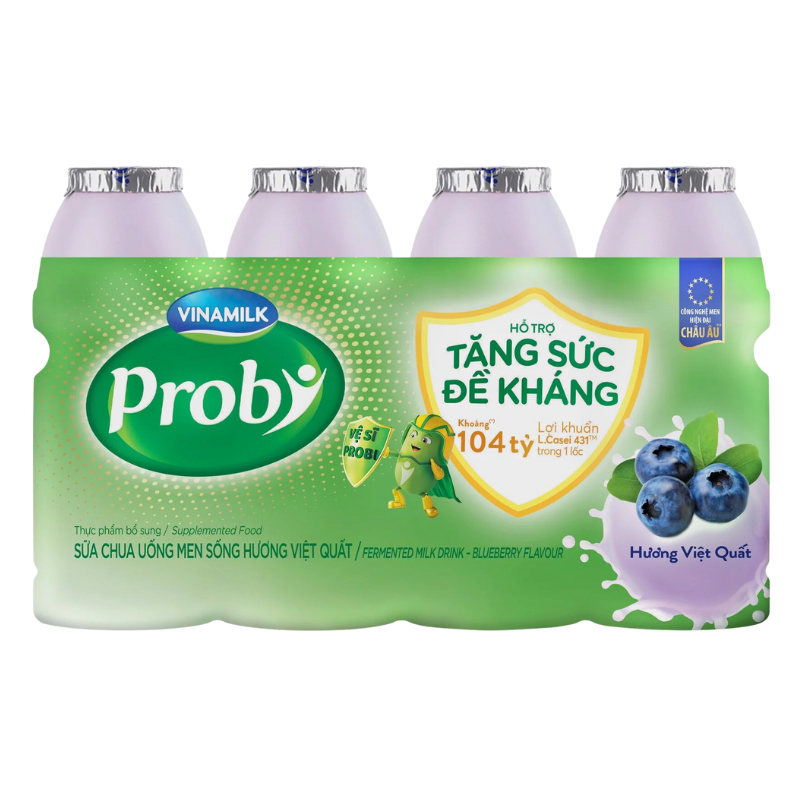 VINAMILK
Proby
HỖ TRỢ
TĂNG SỨC
ĐỀ KHÁNG
Khoảng(*)
104 tỷ
Lợi khuẩn
L.Casei 431™
trong 1 lốc
VỆ SĨ
PROBI
CÔNG NGHỆ MEN
HIỆN ĐẠI
CHÂU ÂU
Thực phẩm bổ sung / Supplemented Food
SỮA CHUA UỐNG MEN SỐNG HƯƠNG VIỆT QUẤT / FERMENTED MILK DRINK - BLUEBERRY FLAVOUR
Hương Việt Quất